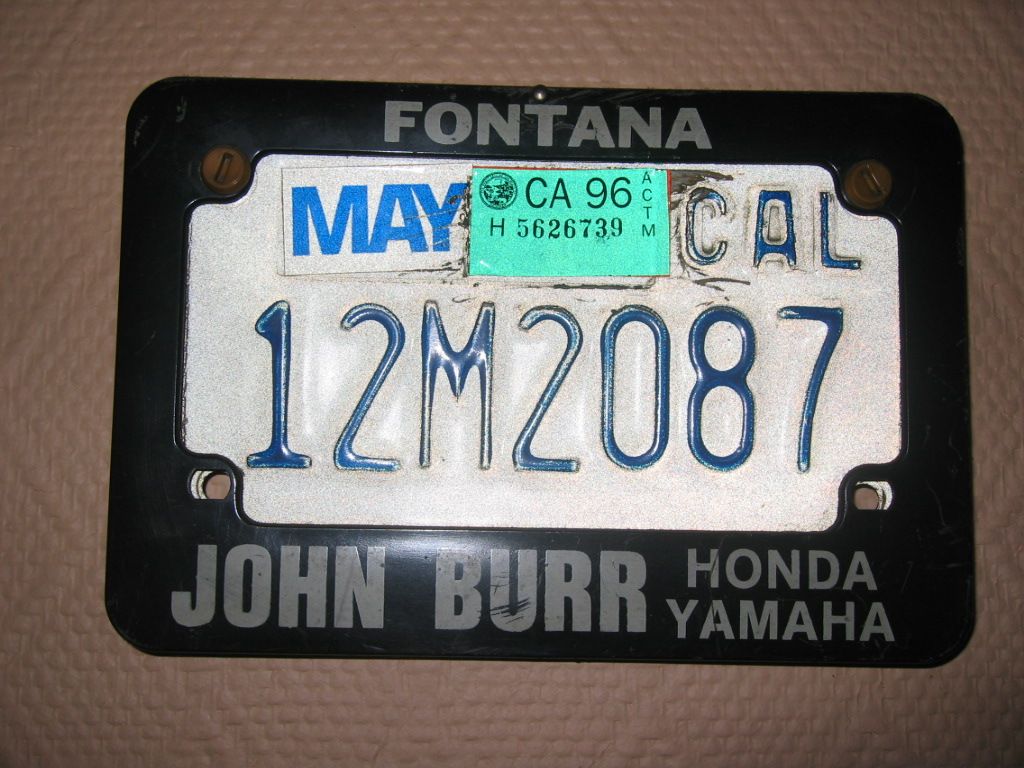 FONTANA
MAY CA 96 ACTM CAL
H 5626739
12M2087
JOHN BURR HONDA
YAMAHA